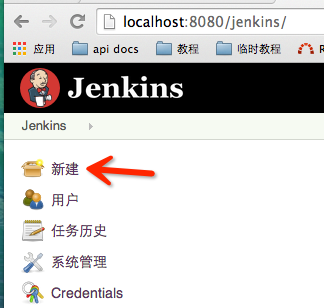 localhost:8080/jenkins/
应用 api docs 教程 临时教程
Jenkins
Jenkins
新建
用户
任务历史
系统管理
Credentials